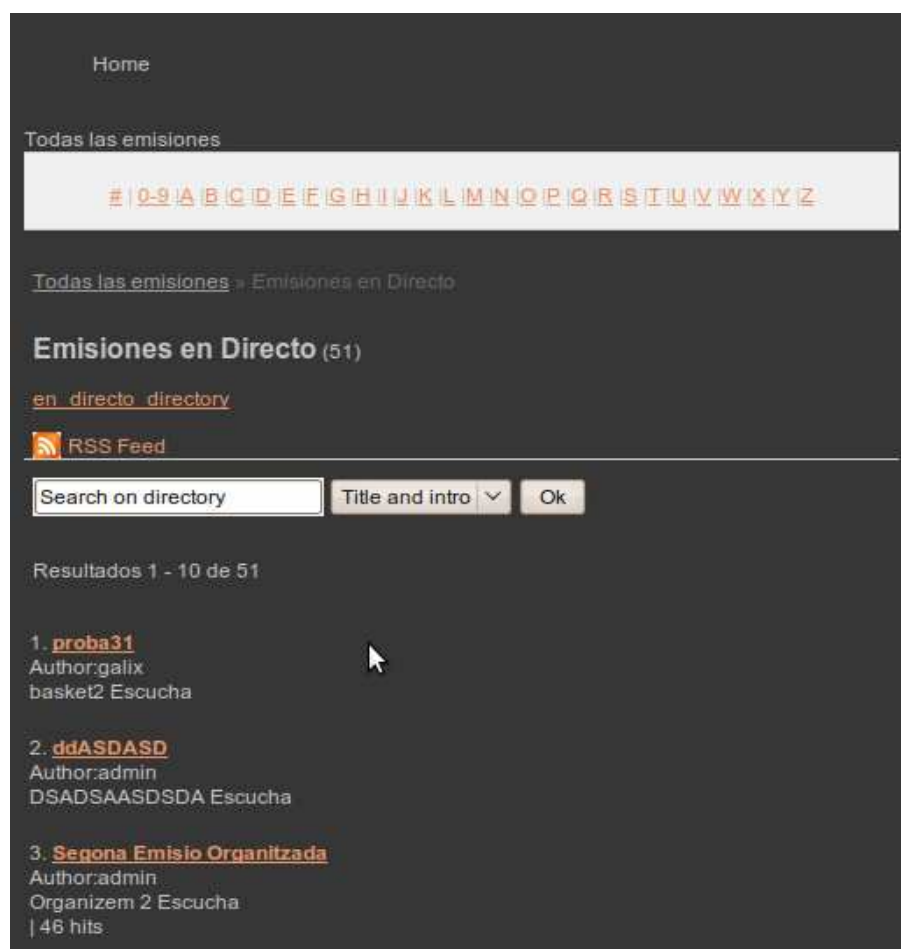 Home
Todas las emisiones
# | 0-9 |A |B |C |D |E |F |G |H |I |J |K |L |M |N |O |P |Q |R |S |T |U |V |W |X |Y |Z
Todas las emisiones » Emisiones en Directo
Emisiones en Directo (51)
en_directo_directory
RSS Feed
Search on directory Title and intro Ok
Resultados 1 - 10 de 51
1. proba31
Author:galix
basket2 Escucha
2. ddASDASD
Author:admin
DSADSAASDSDA Escucha
3. Segona Emisio Organitzada
Author:admin
Organizem 2 Escucha
| 46 hits